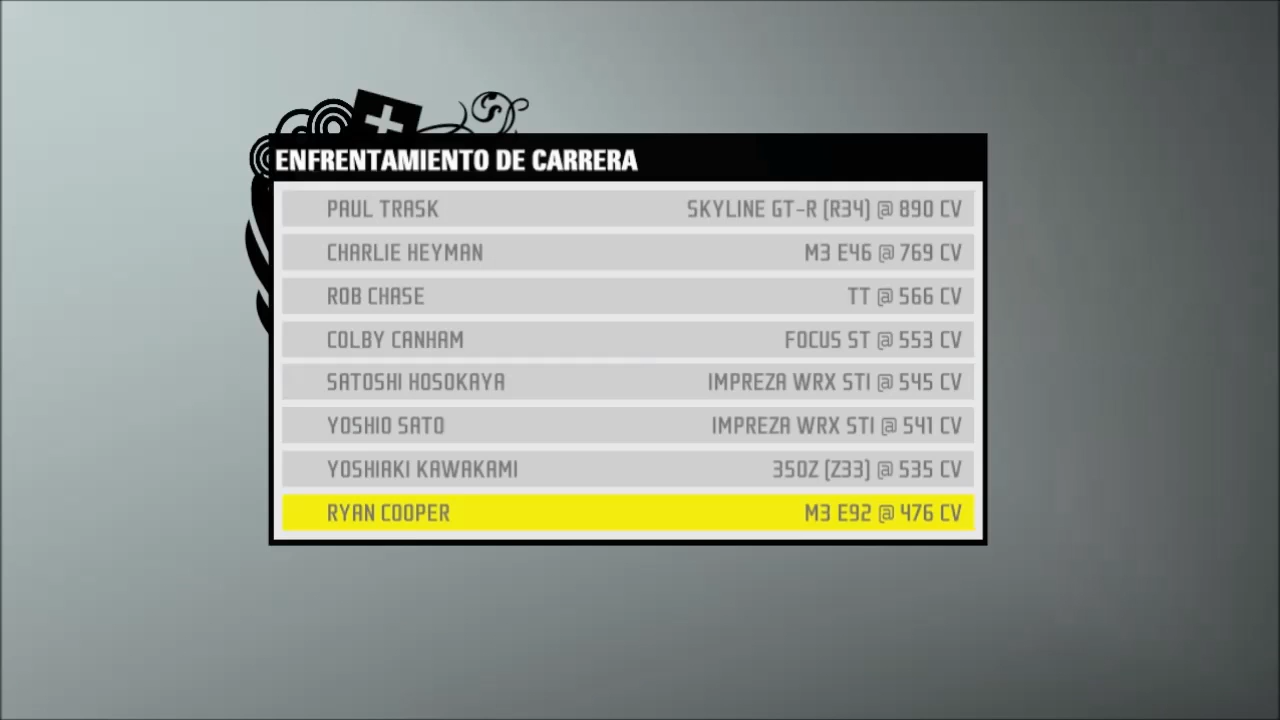 ENFRENTAMIENTO DE CARRERA
PAUL TRASK SKYLINE GT-R (R34) @ 890 CV
CHARLIE HEYMAN M3 E46 @ 769 CV
ROB CHASE TT @ 566 CV
COLBY CANHAM FOCUS ST @ 553 CV
SATOSHI HOSOKAYA IMPREZA WRX STI @ 545 CV
YOSHIO SATO IMPREZA WRX STI @ 541 CV
YOSHIAKI KAWAKAMI 350Z (Z33) @ 535 CV
RYAN COOPER M3 E92 @ 476 CV